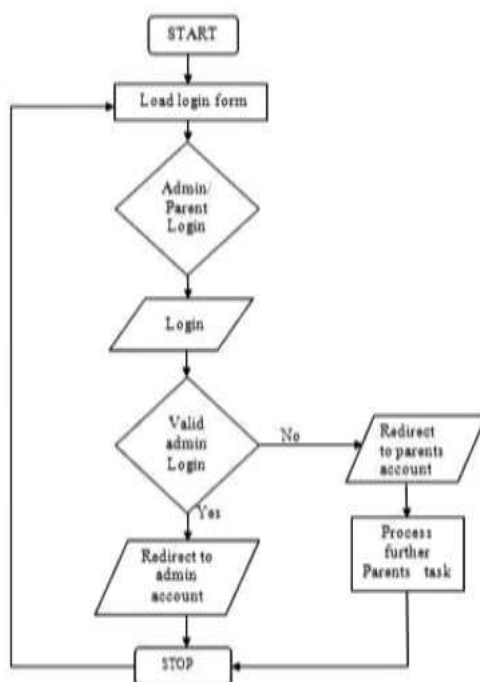 START
Load login form
Admin/
Parent
Login
Login
Valid
admin
Login
No
Redirect
to parents
account
Yes
Process
further
Parents task
Redirect to
admin
account
STOP